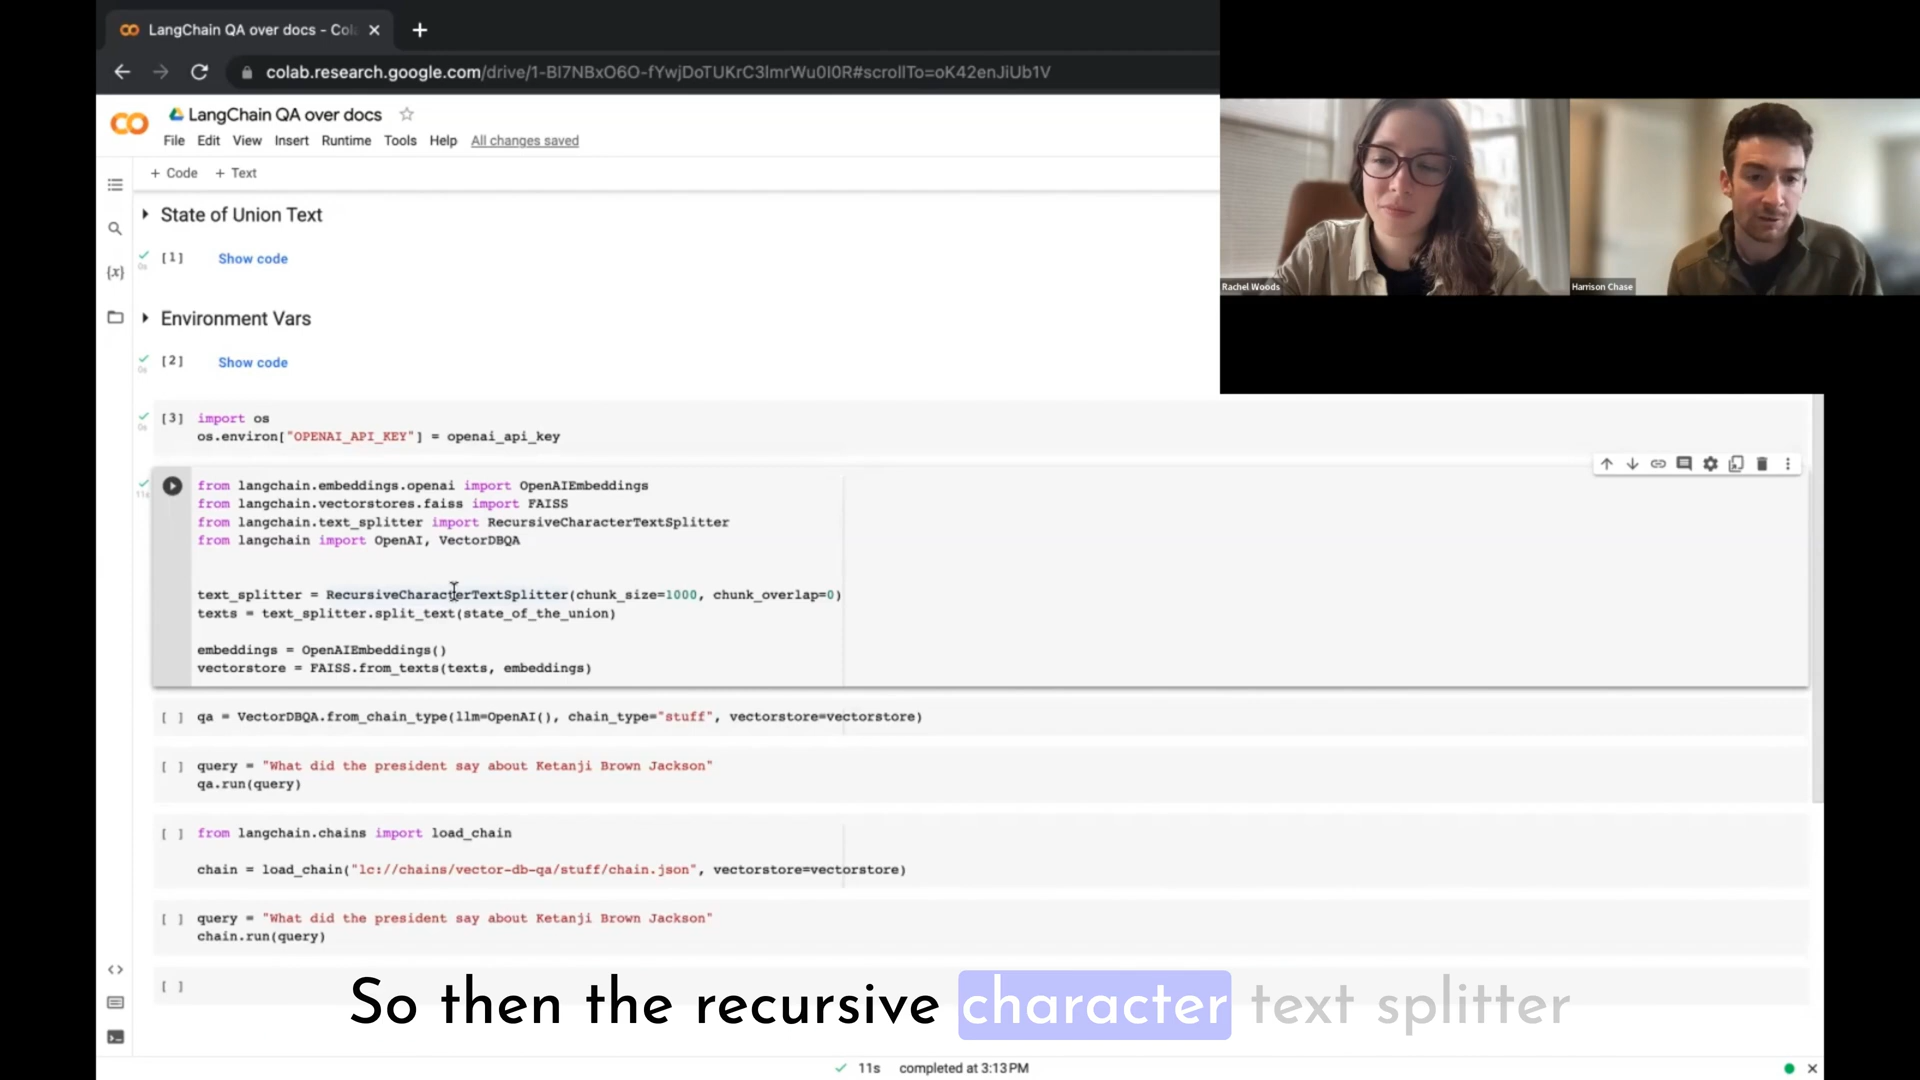 LangChain QA over docs - Col
colab.research.google.com/drive/1-BI7NBxO6O-fYwjDoTUKrC3ImrWu0I0R#scrollTo=oK42enJiUb1V
LangChain QA over docs
File Edit View Insert Runtime Tools Help All changes saved
+ Code + Text
Rachel Woods
Harrison Chase
State of Union Text
0s [1] Show code
Environment Vars
0s [2] Show code
0s [3] import os
os.environ["OPENAI_API_KEY"] = openai_api_key
11s from langchain.embeddings.openai import OpenAIEmbeddings
from langchain.vectorstores.faiss import FAISS
from langchain.text_splitter import RecursiveCharacterTextSplitter
from langchain import OpenAI, VectorDBQA
text_splitter = RecursiveCharacterTextSplitter(chunk_size=1000, chunk_overlap=0)
texts = text_splitter.split_text(state_of_the_union)
embeddings = OpenAIEmbeddings()
vectorstore = FAISS.from_texts(texts, embeddings)
[ ] qa = VectorDBQA.from_chain_type(llm=OpenAI(), chain_type="stuff", vectorstore=vectorstore)
[ ] query = "What did the president say about Ketanji Brown Jackson"
qa.run(query)
[ ] from langchain.chains import load_chain
chain = load_chain("lc://chains/vector-db-qa/stuff/chain.json", vectorstore=vectorstore)
[ ] query = "What did the president say about Ketanji Brown Jackson"
chain.run(query)
[ ]
So then the recursive character text splitter
11s completed at 3:13 PM